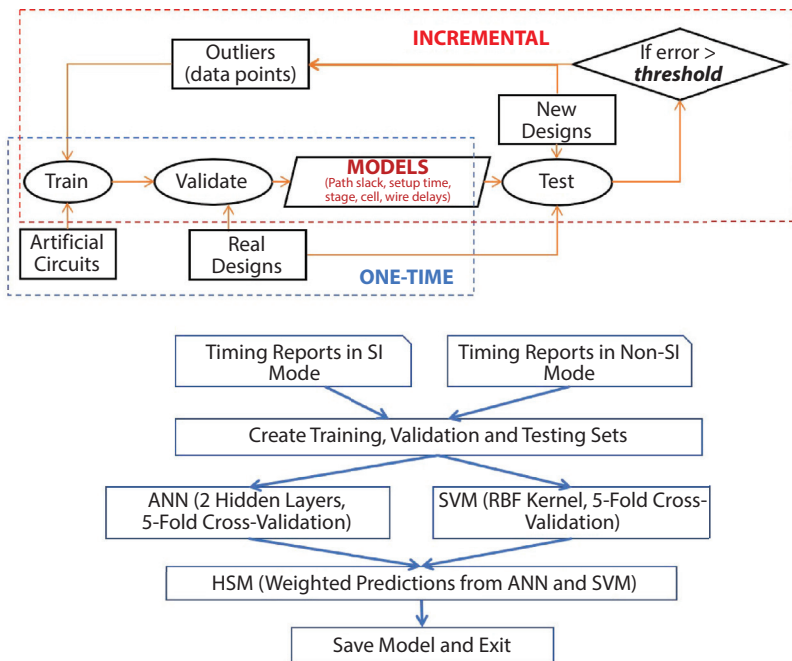 Outliers
(data points)
INCREMENTAL
If error >
threshold
New
Designs
Train
Validate
MODELS
(Path slack, setup time,
stage, cell, wire delays)
Test
Artificial
Circuits
Real
Designs
ONE-TIME
Timing Reports in SI
Mode
Timing Reports in Non-SI
Mode
Create Training, Validation and Testing Sets
ANN (2 Hidden Layers,
5-Fold Cross-Validation)
SVM (RBF Kernel, 5-Fold Cross-
Validation)
HSM (Weighted Predictions from ANN and SVM)
Save Model and Exit